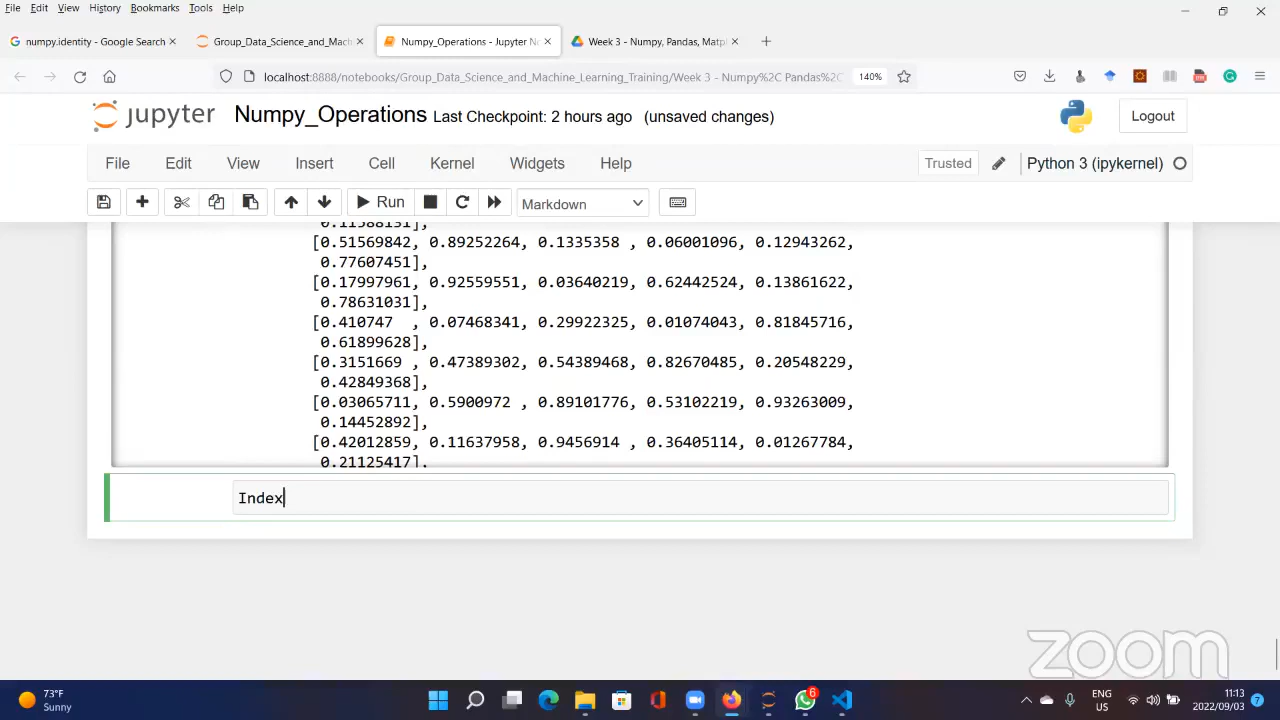 File Edit View History Bookmarks Tools Help
numpy.identity - Google Search
Group_Data_Science_and_Mac
Numpy_Operations - Jupyter No
Week 3 - Numpy, Pandas, Matpl
localhost:8888/notebooks/Group_Data_Science_and_Machine_Learning_Training/Week 3 - Numpy%2C Pandas%2C
140%
jupyter Numpy_Operations Last Checkpoint: 2 hours ago (unsaved changes)
Logout
File Edit View Insert Cell Kernel Widgets Help
Trusted
Python 3 (ipykernel)
Run
Markdown
0.11588131],
[0.51569842, 0.89252264, 0.1335358 , 0.06001096, 0.12943262,
0.77607451],
[0.17997961, 0.92559551, 0.03640219, 0.62442524, 0.13861622,
0.78631031],
[0.410747 , 0.07468341, 0.29922325, 0.01074043, 0.81845716,
0.61899628],
[0.3151669 , 0.47389302, 0.54389468, 0.82670485, 0.20548229,
0.42849368],
[0.03065711, 0.5900972 , 0.89101776, 0.53102219, 0.93263009,
0.14452892],
[0.42012859, 0.11637958, 0.9456914 , 0.36405114, 0.01267784,
0.21125417],
Index
zoom
73°F
Sunny
6
ENG
US
11:13
2022/09/03
7